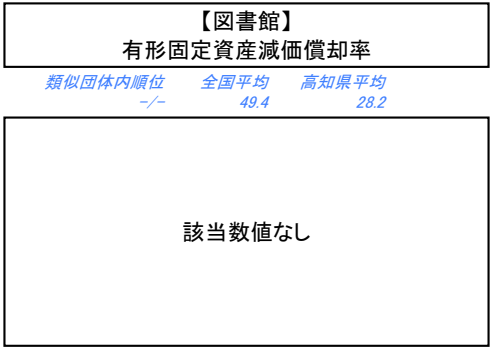 【図書館】
有形固定資産減価償却率
類似団体内順位 全国平均 高知県平均
-/- 49.4 28.2
該当数値なし